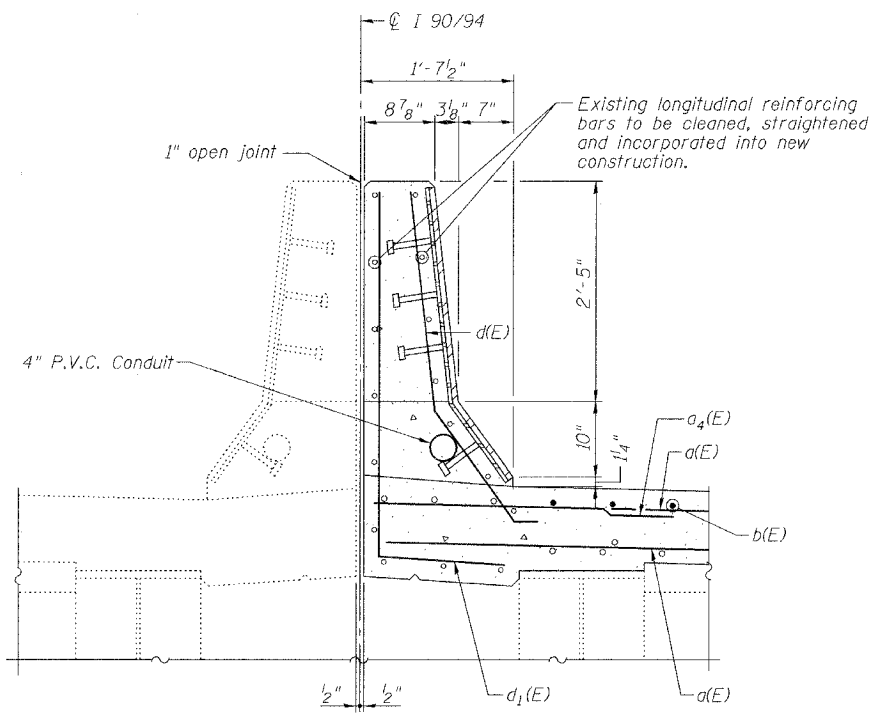 ℄ I 90/94
1'-7½"
8⅞" 3⅛" 7"
Existing longitudinal reinforcing
bars to be cleaned, straightened
and incorporated into new
construction.
1" open joint
2'-5"
d(E)
4" P.V.C. Conduit
10"
1¼"
a₄(E)
a(E)
b(E)
½" ½"
d₁(E)
a(E)